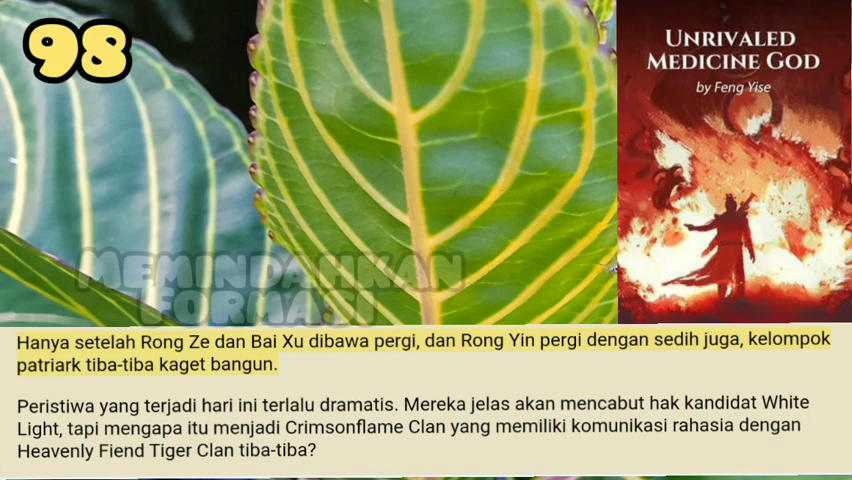 98
UNRIVALED
MEDICINE GOD
by Feng Yise
MEMINDAHKAN
FORMASI
Hanya setelah Rong Ze dan Bai Xu dibawa pergi, dan Rong Yin pergi dengan sedih juga, kelompok
patriark tiba-tiba kaget bangun.
Peristiwa yang terjadi hari ini terlalu dramatis. Mereka jelas akan mencabut hak kandidat White
Light, tapi mengapa itu menjadi Crimsonflame Clan yang memiliki komunikasi rahasia dengan
Heavenly Fiend Tiger Clan tiba-tiba?